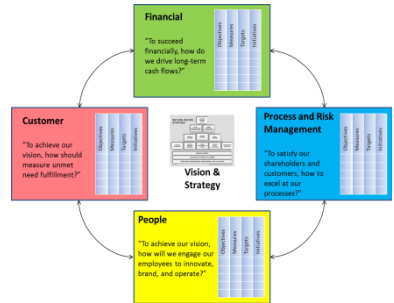 Financial
"To succeed
financially, how do
we drive long-term
cash flows?"
Objectives
Measures
Targets
Initiatives
Customer
"To achieve our
vision, how should
measure unmet
need fulfillment?"
Objectives
Measures
Targets
Initiatives
Vision &
Strategy
Process and Risk
Management
"To satisfy our
shareholders and
customers, how to
excel at our
processes?"
Objectives
Measures
Targets
Initiatives
People
"To achieve our vision,
how will we engage our
employees to innovate,
brand, and operate?"
Objectives
Measures
Targets
Initiatives